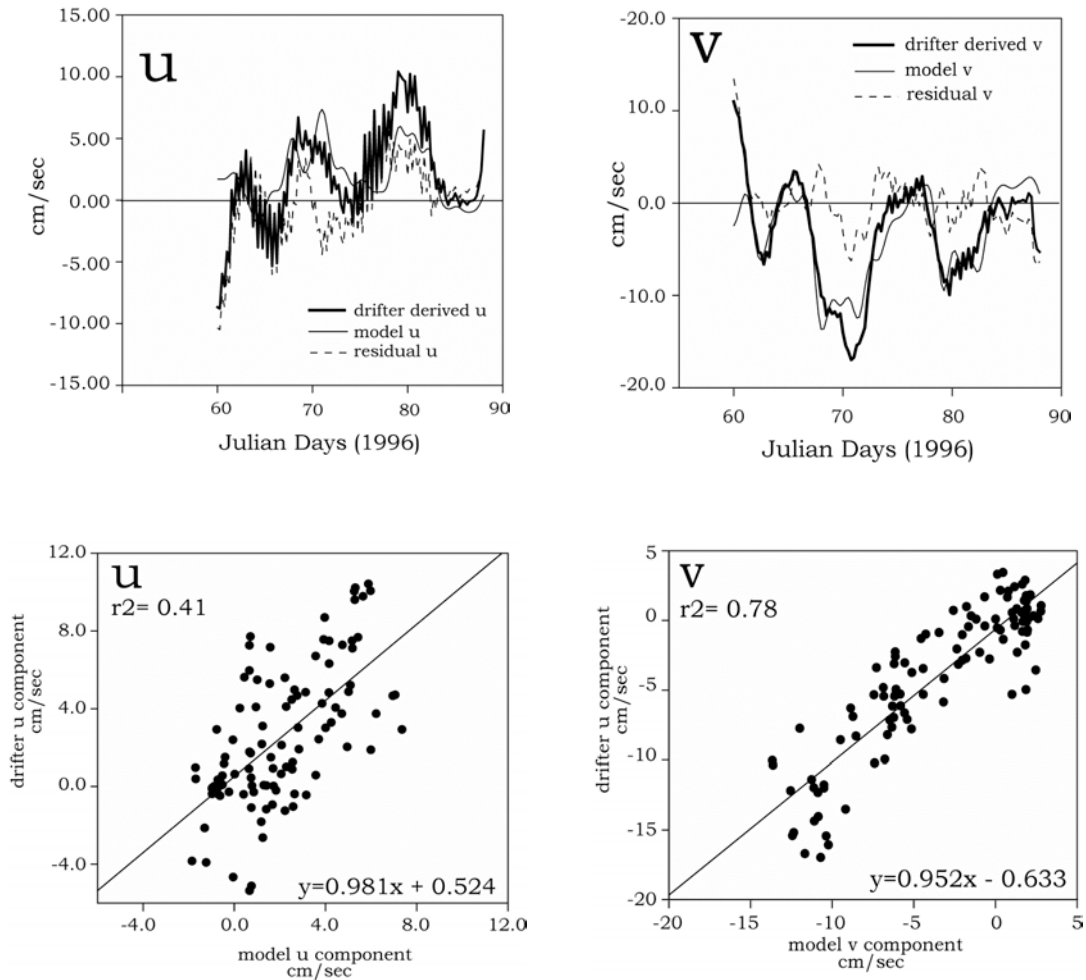 15.00
10.00
5.00
0.00
-5.00
-10.00
-15.00
cm/sec
u
drifter derived u
model u
residual u
60
70
80
90
Julian Days (1996)
-20.0
20.0
10.0
0.0
-10.0
-20.0
cm/sec
v
drifter derived v
model v
residual v
60
70
80
90
Julian Days (1996)
12.0
8.0
4.0
0.0
-4.0
drifter u component
cm/sec
u
r2= 0.41
y=0.981x + 0.524
-4.0
0.0
4.0
8.0
12.0
model u component
cm/sec
5
0
-5
-10
-15
-20
drifter u component
cm/sec
v
r2= 0.78
y=0.952x - 0.633
-20
-15
-10
-5
0
5
model v component
cm/sec